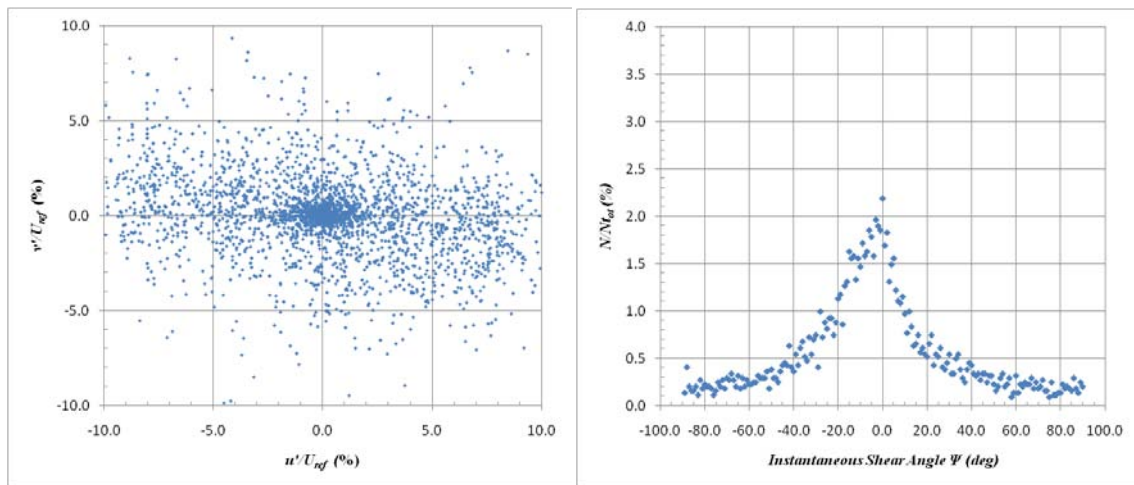 10.0
5.0
0.0
-5.0
-10.0
-10.0 -5.0 0.0 5.0 10.0
v'/Uref (%)
u'/Uref (%)
4.0
3.5
3.0
2.5
2.0
1.5
1.0
0.5
0.0
-100.0 -80.0 -60.0 -40.0 -20.0 0.0 20.0 40.0 60.0 80.0 100.0
N/Ntot (%)
Instantaneous Shear Angle Ψ (deg)